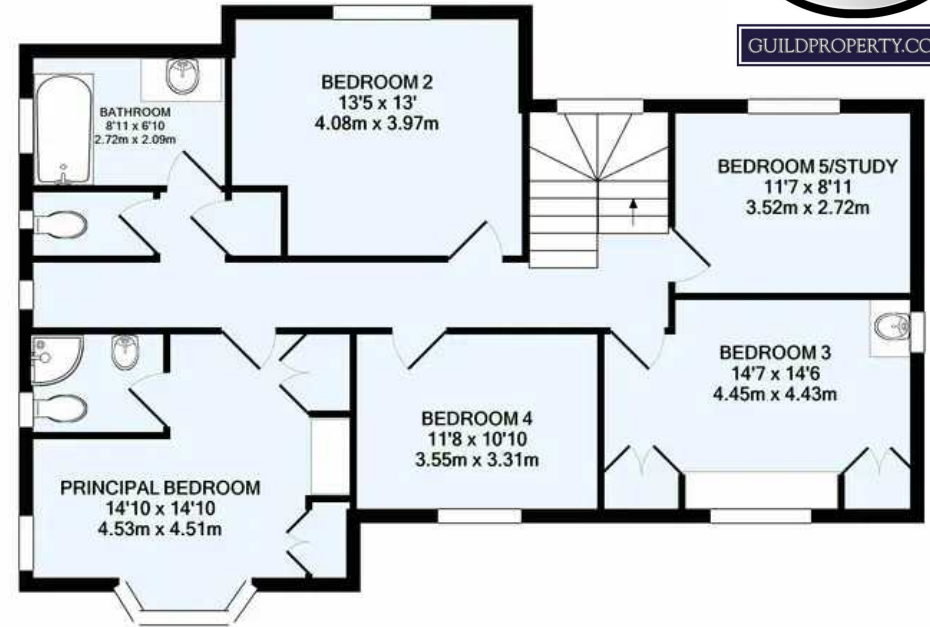 GUILDPROPERTY.CO
BEDROOM 2
13'5 x 13'
4.08m x 3.97m
BATHROOM
8'11 x 6'10
2.72m x 2.09m
BEDROOM 5/STUDY
11'7 x 8'11
3.52m x 2.72m
BEDROOM 3
14'7 x 14'6
4.45m x 4.43m
BEDROOM 4
11'8 x 10'10
3.55m x 3.31m
PRINCIPAL BEDROOM
14'10 x 14'10
4.53m x 4.51m